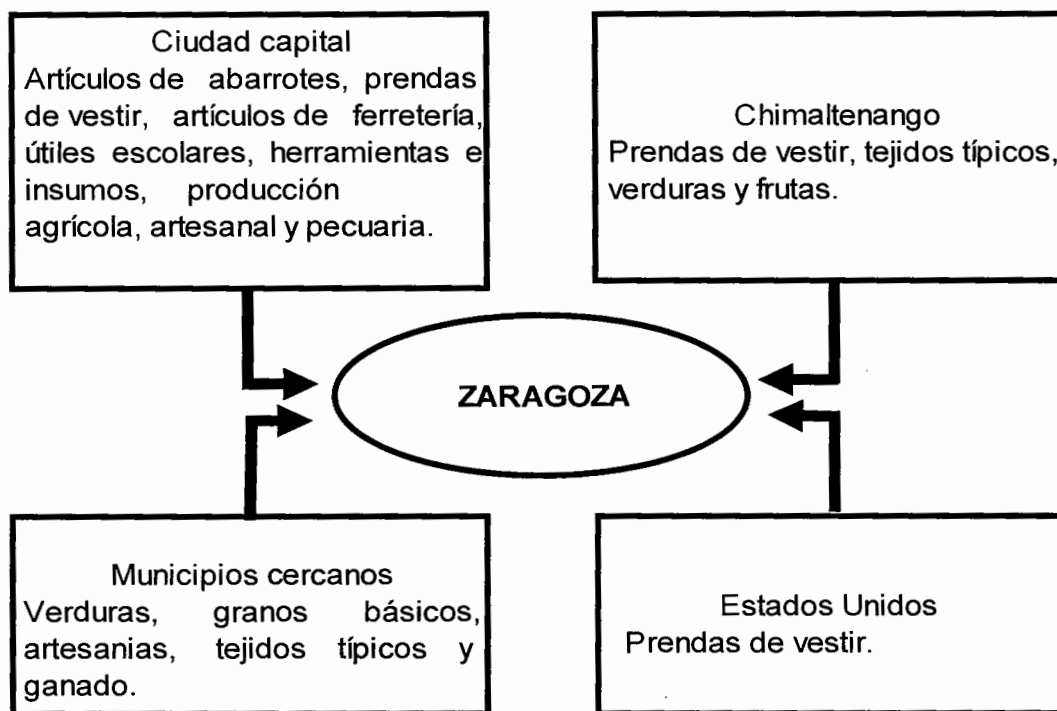 Ciudad capital
Artículos de abarrotes, prendas
de vestir, artículos de ferretería,
útiles escolares, herramientas e
insumos, producción
agrícola, artesanal y pecuaria.
Chimaltenango
Prendas de vestir, tejidos típicos,
verduras y frutas.
ZARAGOZA
Municipios cercanos
Verduras, granos básicos,
artesanias, tejidos típicos y
ganado.
Estados Unidos
Prendas de vestir.